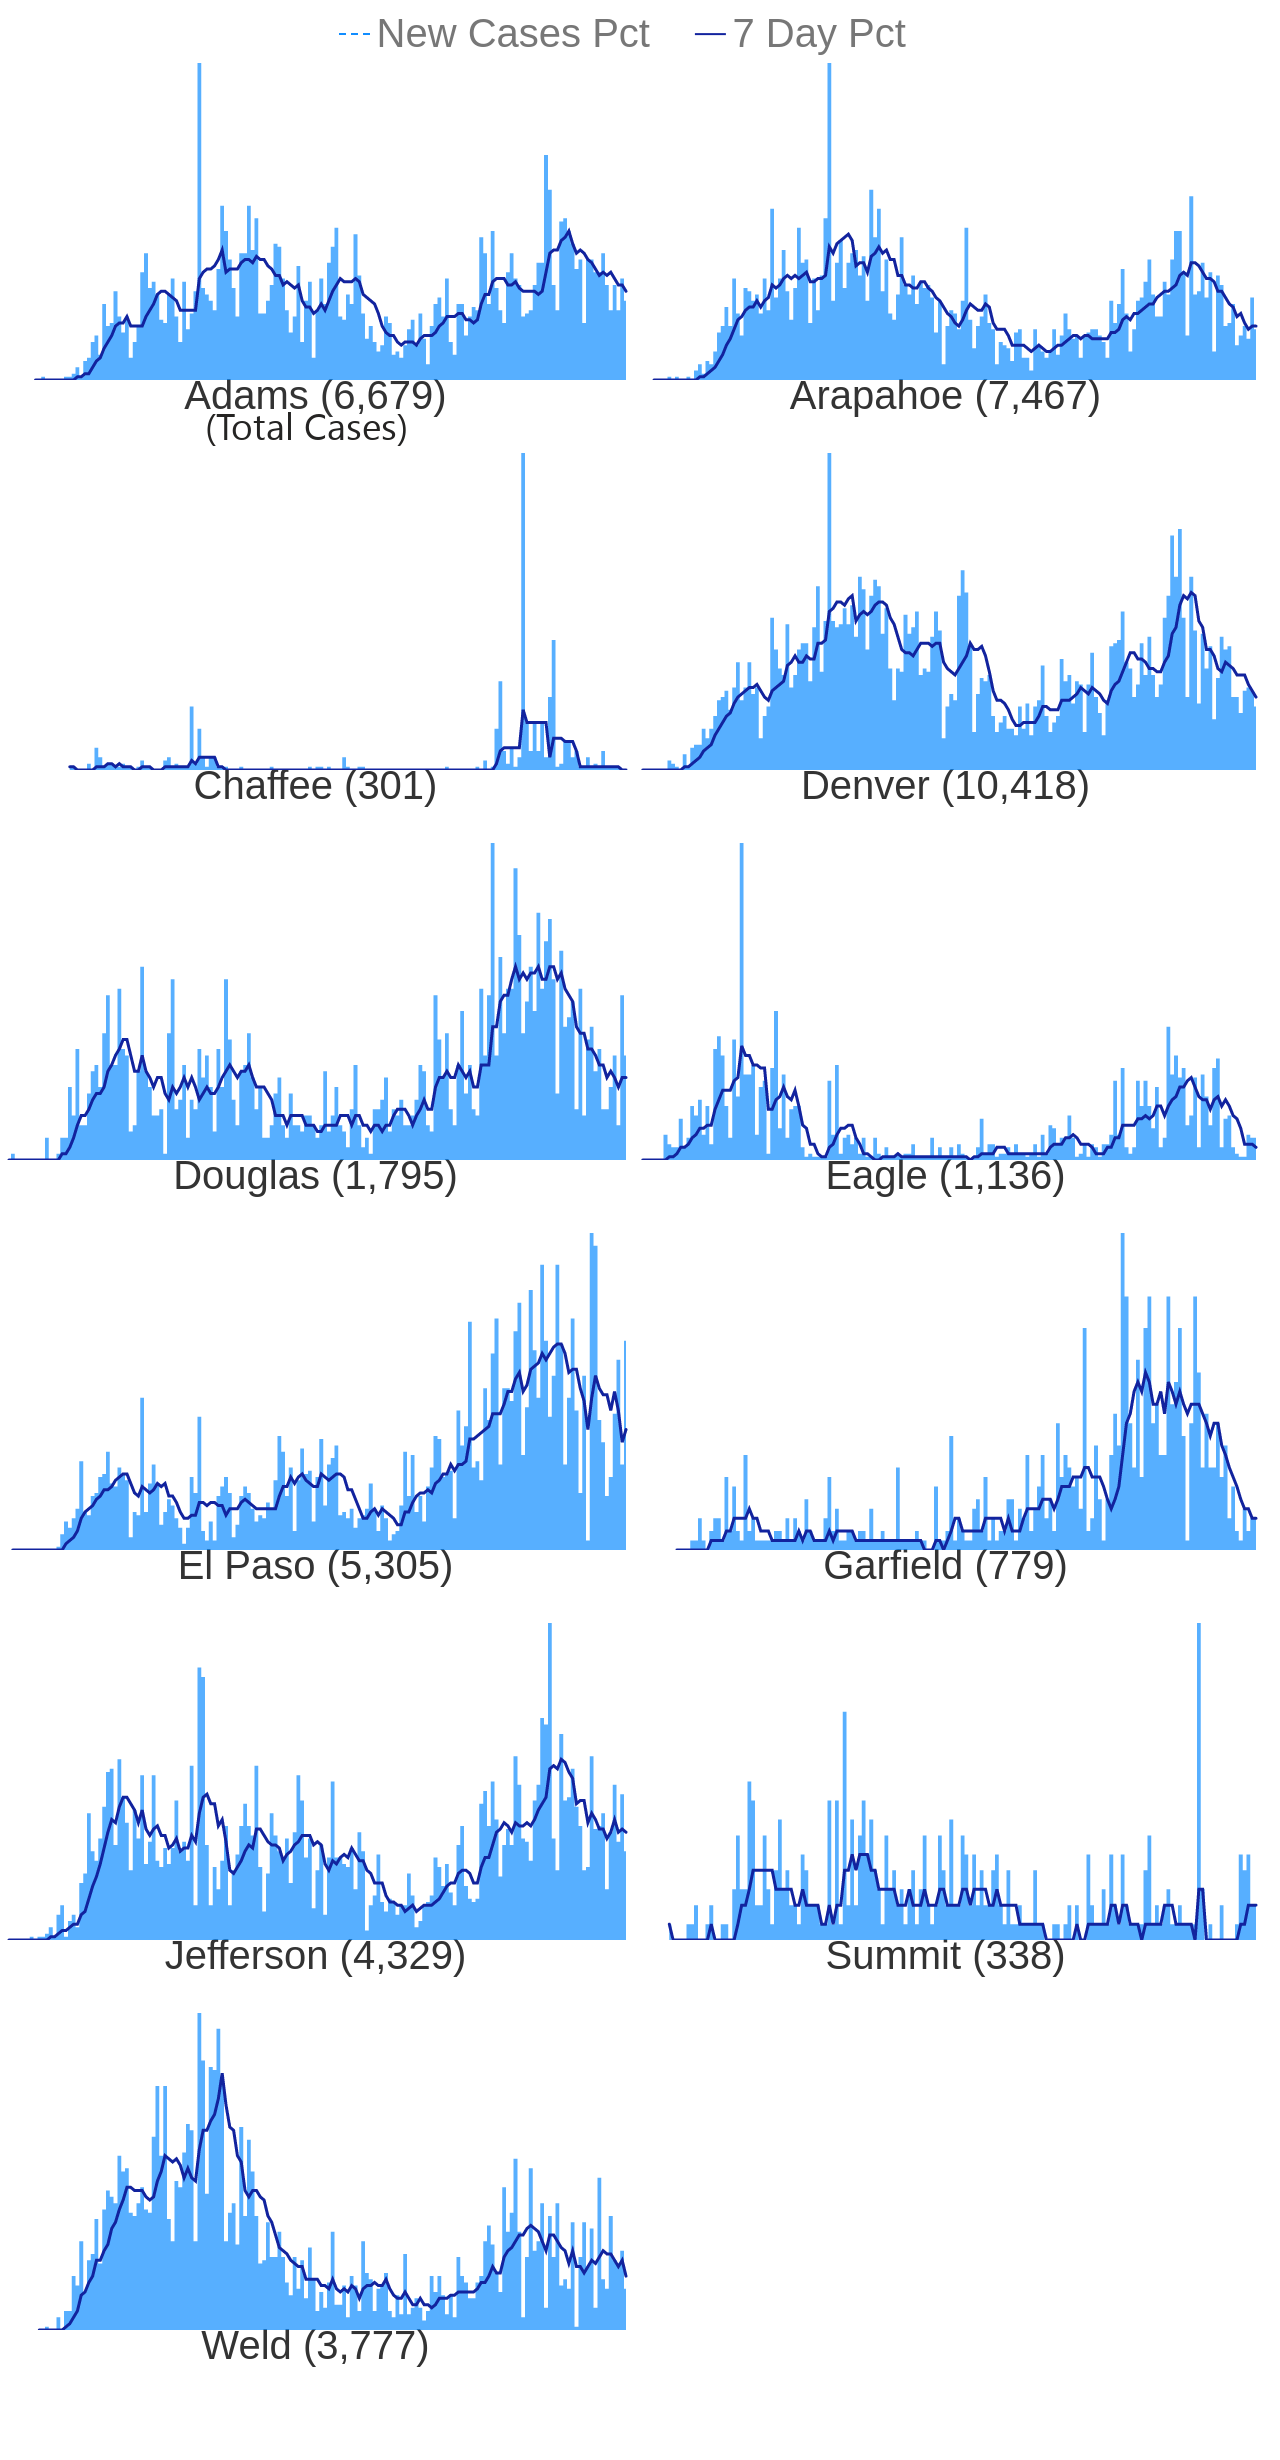 New Cases Pct 7 Day Pct
Adams (6,679) Arapahoe (7,467)
(Total Cases)
Chaffee (301) Denver (10,418)
Douglas (1,795) Eagle (1,136)
El Paso (5,305) Garfield (779)
Jefferson (4,329) Summit (338)
Weld (3,777)